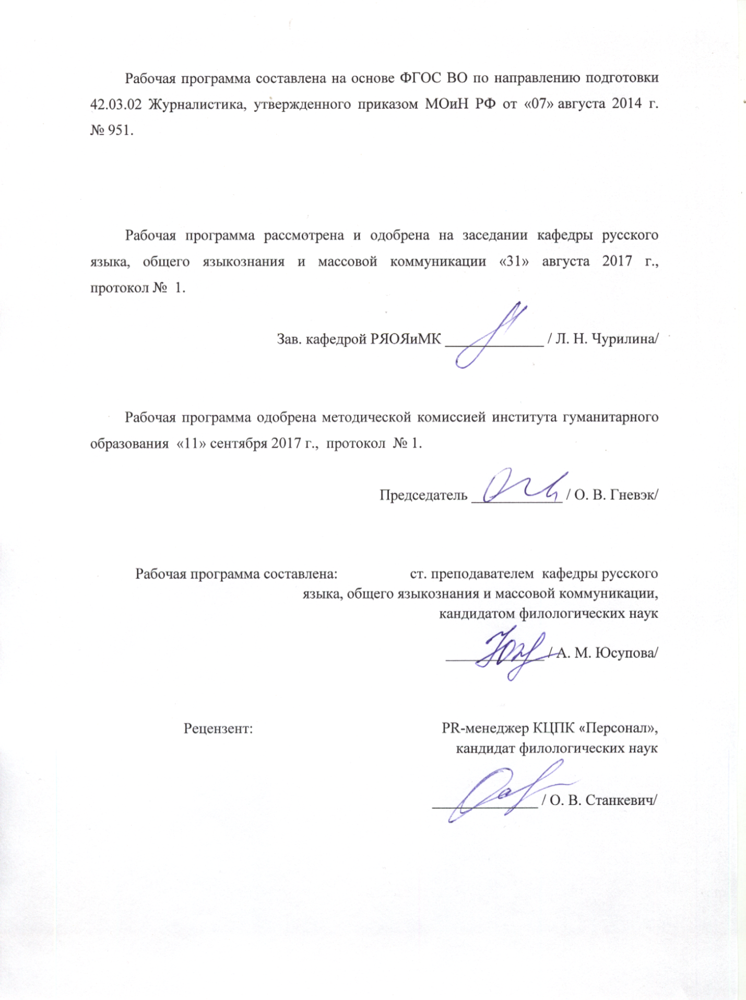 Рабочая программа составлена на основе ФГОС ВО по направлению подготовки
42.03.02 Журналистика, утвержденного приказом МОиН РФ от «07» августа 2014 г.
№ 951.
Рабочая программа рассмотрена и одобрена на заседании кафедры русского
языка, общего языкознания и массовой коммуникации «31» августа 2017 г.,
протокол № 1.
Зав. кафедрой РЯОЯиМК ______________ / Л. Н. Чурилина/
Рабочая программа одобрена методической комиссией института гуманитарного
образования «11» сентября 2017 г., протокол № 1.
Председатель _____________ / О. В. Гневэк/
Рабочая программа составлена: ст. преподавателем кафедры русского
языка, общего языкознания и массовой коммуникации,
кандидатом филологических наук
______________ / А. М. Юсупова/
Рецензент: PR-менеджер КЦПК «Персонал»,
кандидат филологических наук
_______________ / О. В. Станкевич/